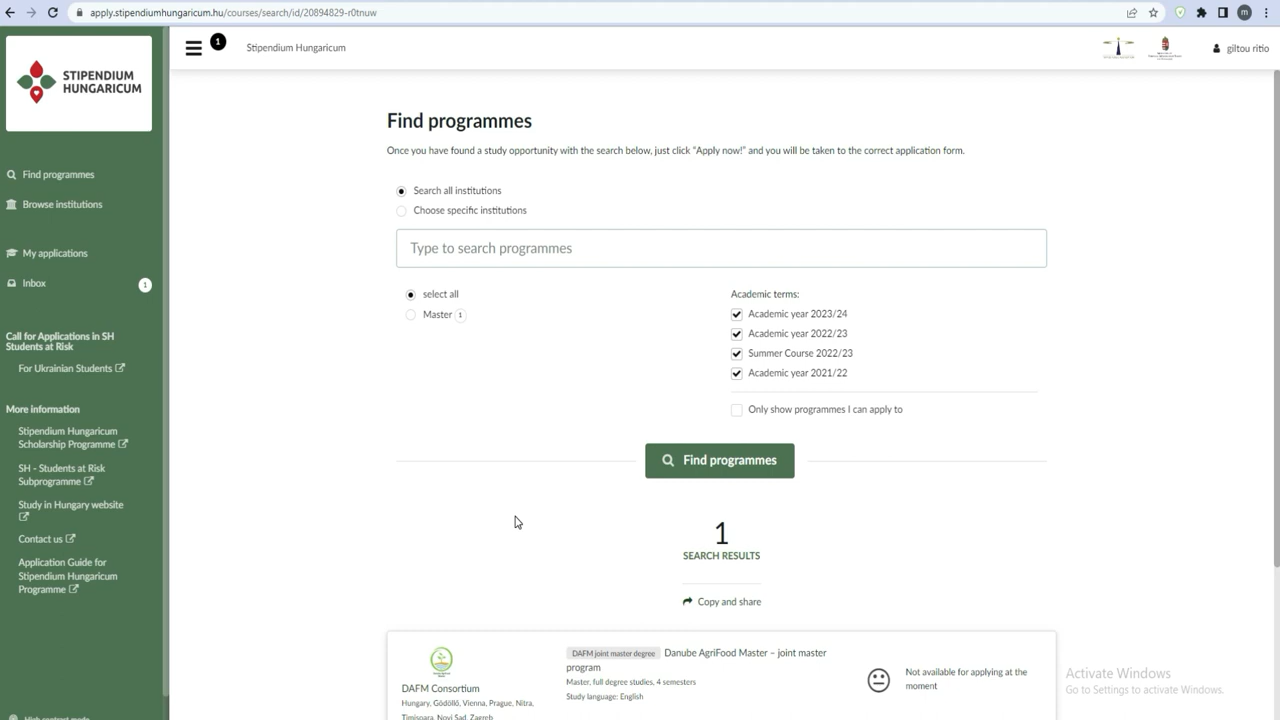 apply.stipendiumhungaricum.hu/courses/search/id/20894829-r0tnuw
m
STIPENDIUM
HUNGARICUM
1
Stipendium Hungaricum
giltou ritio
Find programmes
Browse institutions
My applications
Inbox
1
Call for Applications in SH
Students at Risk
For Ukrainian Students
More information
Stipendium Hungaricum
Scholarship Programme
SH - Students at Risk
Subprogramme
Study in Hungary website
Contact us
Application Guide for
Stipendium Hungaricum
Programme
High contrast mode
Find programmes
Once you have found a study opportunity with the search below, just click "Apply now!" and you will be taken to the correct application form.
Search all institutions
Choose specific institutions
Type to search programmes
select all
Master 1
Academic terms:
Academic year 2023/24
Academic year 2022/23
Summer Course 2022/23
Academic year 2021/22
Only show programmes I can apply to
Find programmes
1
SEARCH RESULTS
Copy and share
DAFM Consortium
Hungary, Gödöllő, Vienna, Prague, Nitra,
Timișoara, Novi Sad, Zagreb
DAFM joint master degree Danube AgriFood Master – joint master
program
Master, full degree studies, 4 semesters
Study language: English
Not available for applying at the
moment
Activate Windows
Go to Settings to activate Windows.